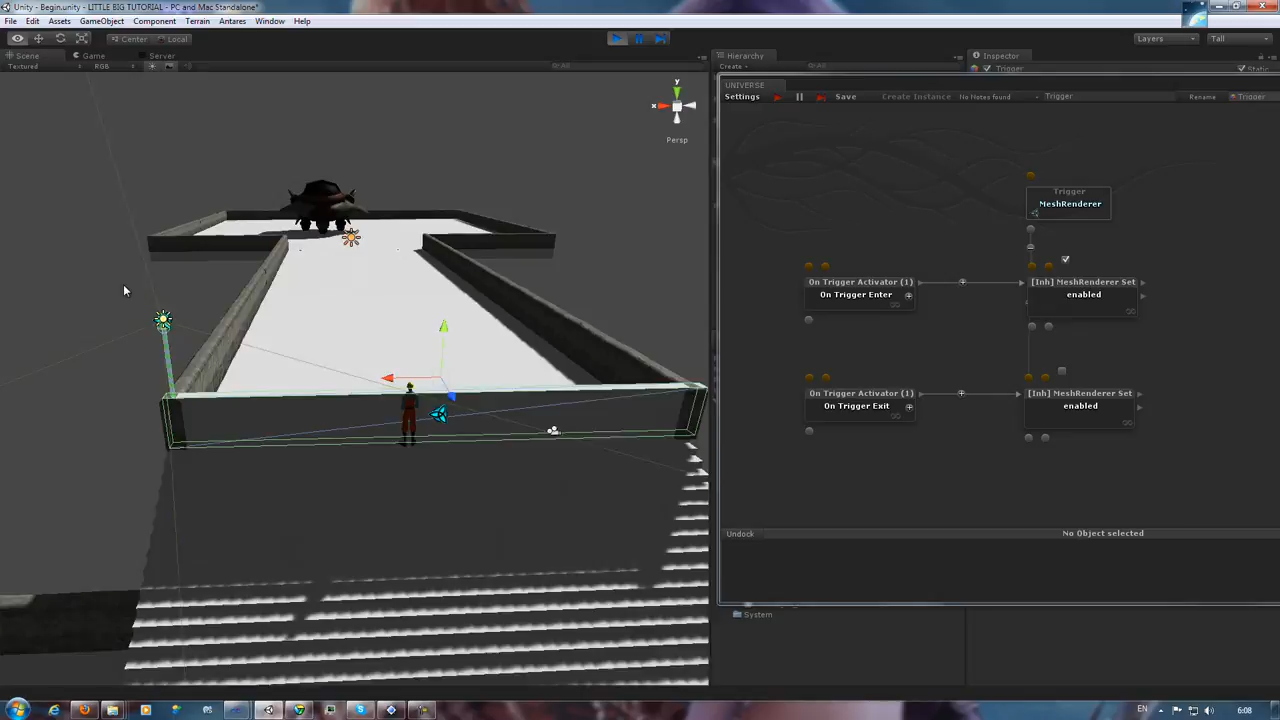 Unity - Begin.unity - LITTLE BIG TUTORIAL - PC and Mac Standalone*
File Edit Assets GameObject Component Terrain Antares Window Help
Center Local
Layers
Tall
Scene
Game
Server
Hierarchy
Inspector
Textured
RGB
All
Create
All
Trigger
Static
UNIVERSE
Settings
Save
Create Instance
No Notes found
Trigger
Rename
Trigger
y
x
Persp
Trigger
MeshRenderer
On Trigger Activator (1)
On Trigger Enter
[Inh] MeshRenderer Set
enabled
On Trigger Activator (1)
On Trigger Exit
[Inh] MeshRenderer Set
enabled
Undock
No Object selected
System
EN
6:08